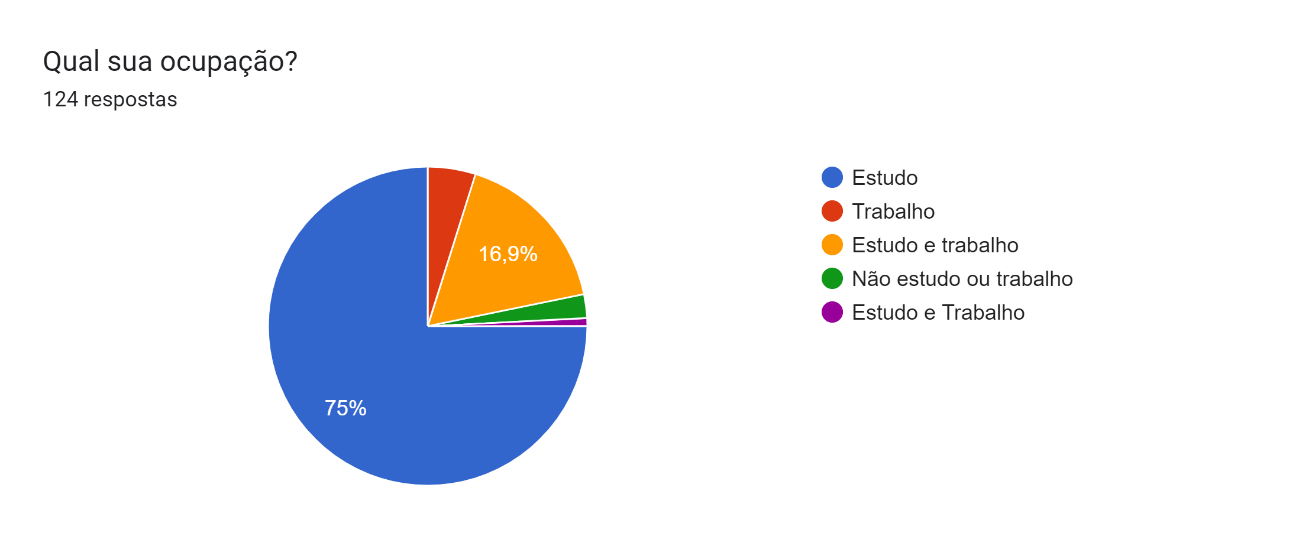 Qual sua ocupação?
124 respostas
16,9%
75%
Estudo
Trabalho
Estudo e trabalho
Não estudo ou trabalho
Estudo e Trabalho